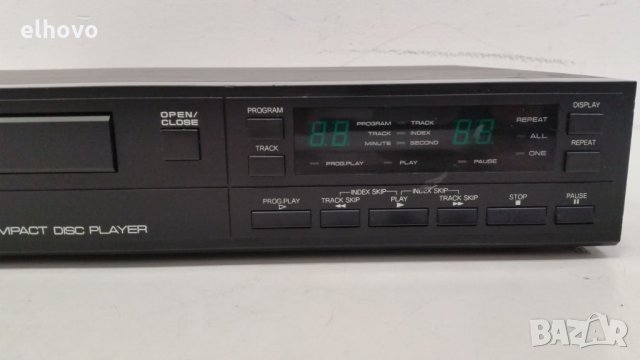 elhovo
OPEN/
CLOSE
PROGRAM
TRACK
88
PROGRAM TRACK
TRACK INDEX
MINUTE SECOND
88
REPEAT
ALL
ONE
PROG.PLAY PLAY PAUSE
DISPLAY
REPEAT
INDEX SKIP INDEX SKIP
PROG.PLAY TRACK SKIP PLAY TRACK SKIP STOP PAUSE
MPACT DISC PLAYER
BAZAR